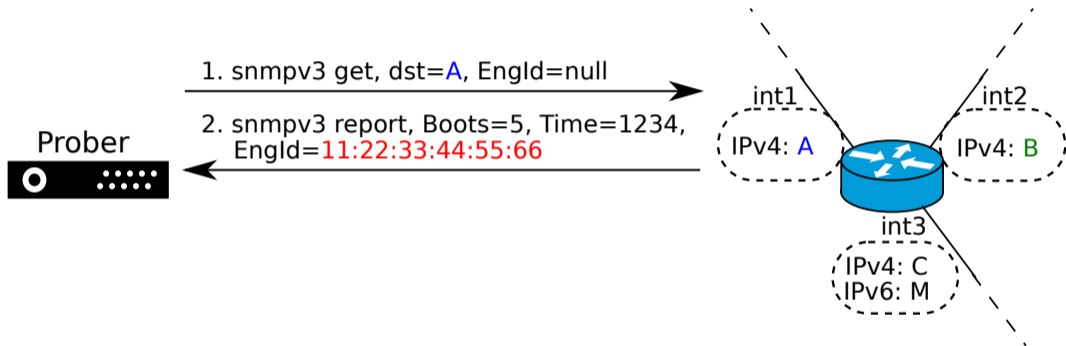 1. snmpv3 get, dst=A, EngId=null
2. snmpv3 report, Boots=5, Time=1234,
EngId=11:22:33:44:55:66
Prober
int1
IPv4: A
int2
IPv4: B
int3
IPv4: C
IPv6: M